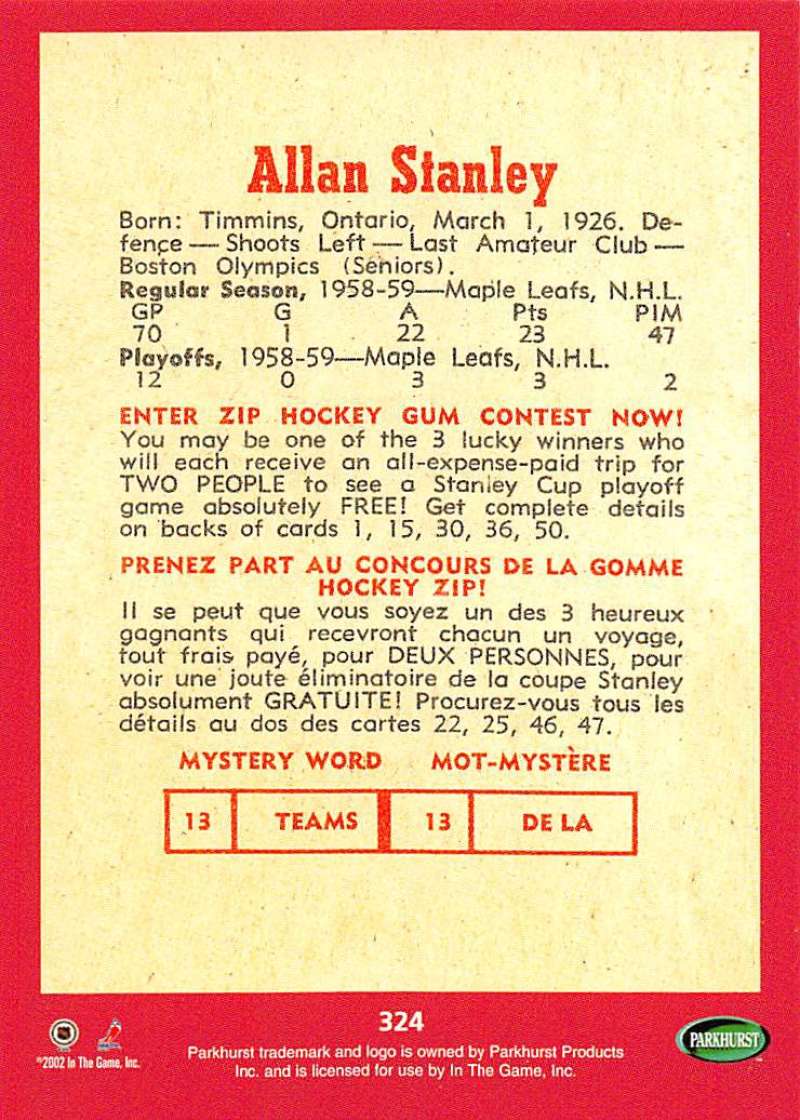 Allan Stanley
Born: Timmins, Ontario, March 1, 1926. De-
fence — Shoots Left — Last Amateur Club —
Boston Olympics (Seniors).
Regular Season, 1958-59—Maple Leafs, N.H.L.
GP G A Pts PIM
70 1 22 23 47
Playoffs, 1958-59—Maple Leafs, N.H.L.
12 0 3 3 2
ENTER ZIP HOCKEY GUM CONTEST NOW!
You may be one of the 3 lucky winners who
will each receive an all-expense-paid trip for
TWO PEOPLE to see a Stanley Cup playoff
game absolutely FREE! Get complete details
on backs of cards 1, 15, 30, 36, 50.
PRENEZ PART AU CONCOURS DE LA GOMME
HOCKEY ZIP!
Il se peut que vous soyez un des 3 heureux
gagnants qui recevront chacun un voyage,
tout frais payé, pour DEUX PERSONNES, pour
voir une joute éliminatoire de la coupe Stanley
absolument GRATUITE! Procurez-vous tous les
détails au dos des cartes 22, 25, 46, 47.
MYSTERY WORD MOT-MYSTÈRE
13 TEAMS 13 DE LA
324
©2002 In The Game, Inc.
Parkhurst trademark and logo is owned by Parkhurst Products
Inc. and is licensed for use by In The Game, Inc.
PARKHURST